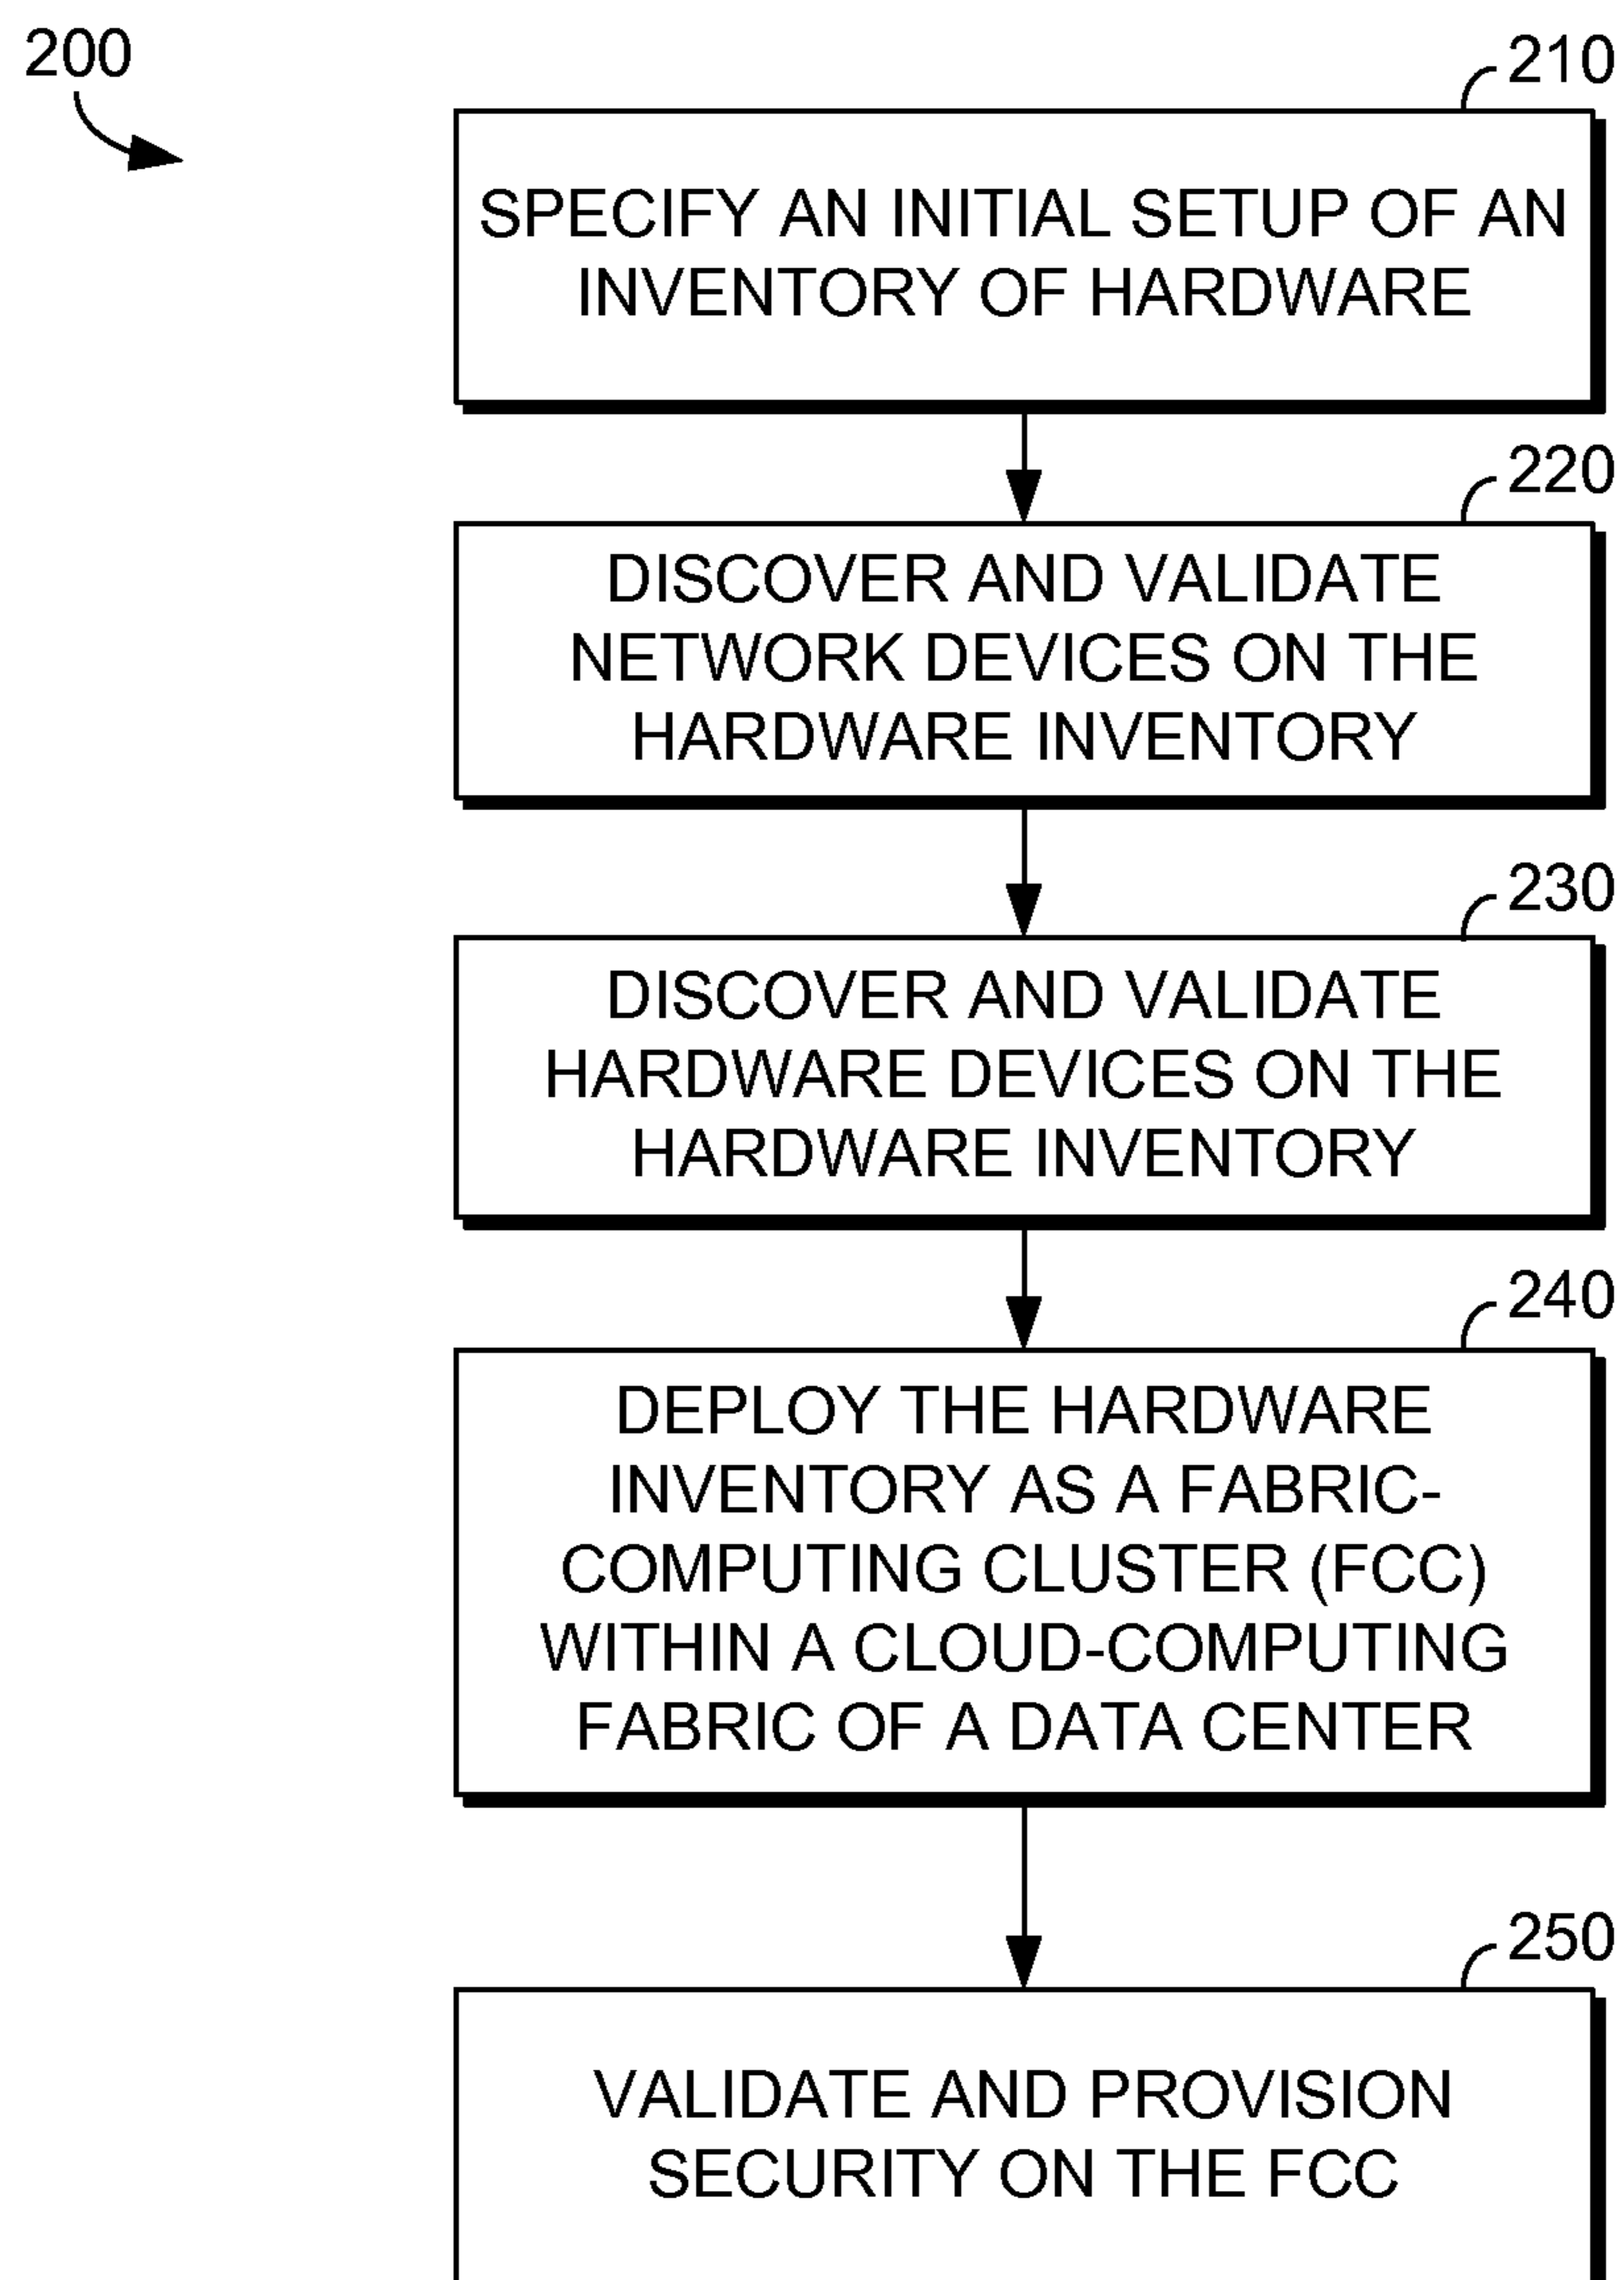 200
210
SPECIFY AN INITIAL SETUP OF AN
INVENTORY OF HARDWARE
220
DISCOVER AND VALIDATE
NETWORK DEVICES ON THE
HARDWARE INVENTORY
230
DISCOVER AND VALIDATE
HARDWARE DEVICES ON THE
HARDWARE INVENTORY
240
DEPLOY THE HARDWARE
INVENTORY AS A FABRIC-
COMPUTING CLUSTER (FCC)
WITHIN A CLOUD-COMPUTING
FABRIC OF A DATA CENTER
250
VALIDATE AND PROVISION
SECURITY ON THE FCC